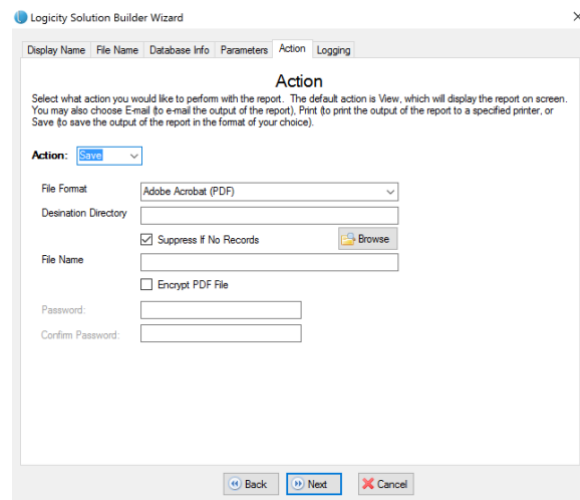 Logicity Solution Builder Wizard
Display Name File Name Database Info Parameters Action Logging
Action
Select what action you would like to perform with the report. The default action is View, which will display the report on screen.
You may also choose E-mail (to e-mail the output of the report), Print (to print the output of the report to a specified printer, or
Save (to save the output of the report in the format of your choice).
Action: Save
File Format Adobe Acrobat (PDF)
Desination Directory
Suppress If No Records Browse
File Name
Encrypt PDF File
Password:
Confirm Password:
Back Next Cancel